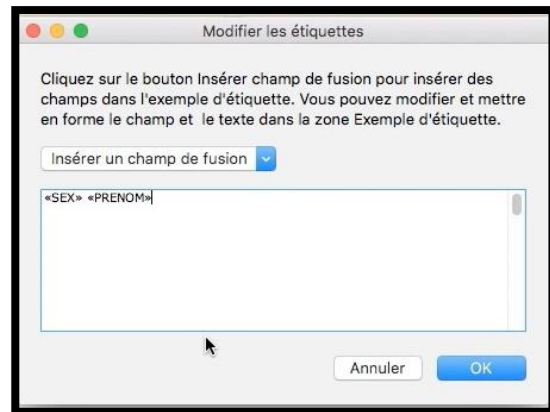 Modifier les étiquettes
Cliquez sur le bouton Insérer champ de fusion pour insérer des
champs dans l'exemple d'étiquette. Vous pouvez modifier et mettre
en forme le champ et le texte dans la zone Exemple d'étiquette.
Insérer un champ de fusion
«SEX» «PRENOM»
Annuler OK